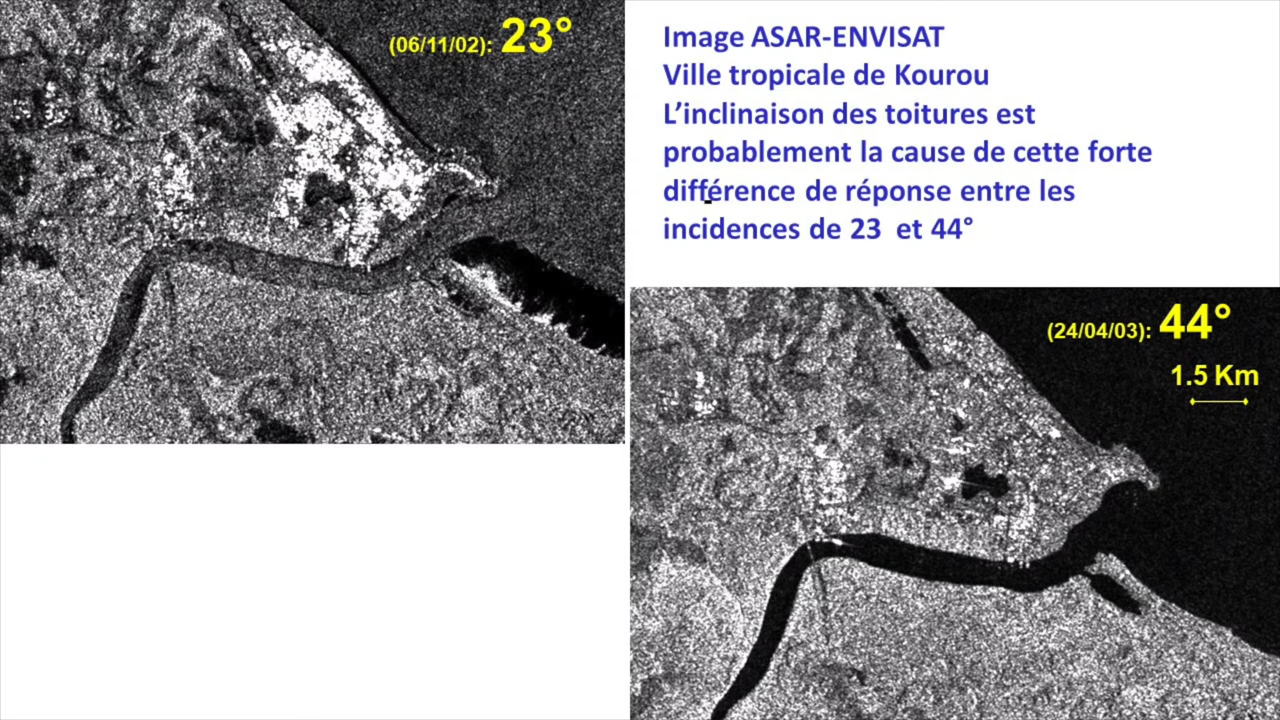 (06/11/02): 23°
Image ASAR-ENVISAT
Ville tropicale de Kourou
L’inclinaison des toitures est
probablement la cause de cette forte
différence de réponse entre les
incidences de 23 et 44°
(24/04/03): 44°
1.5 Km